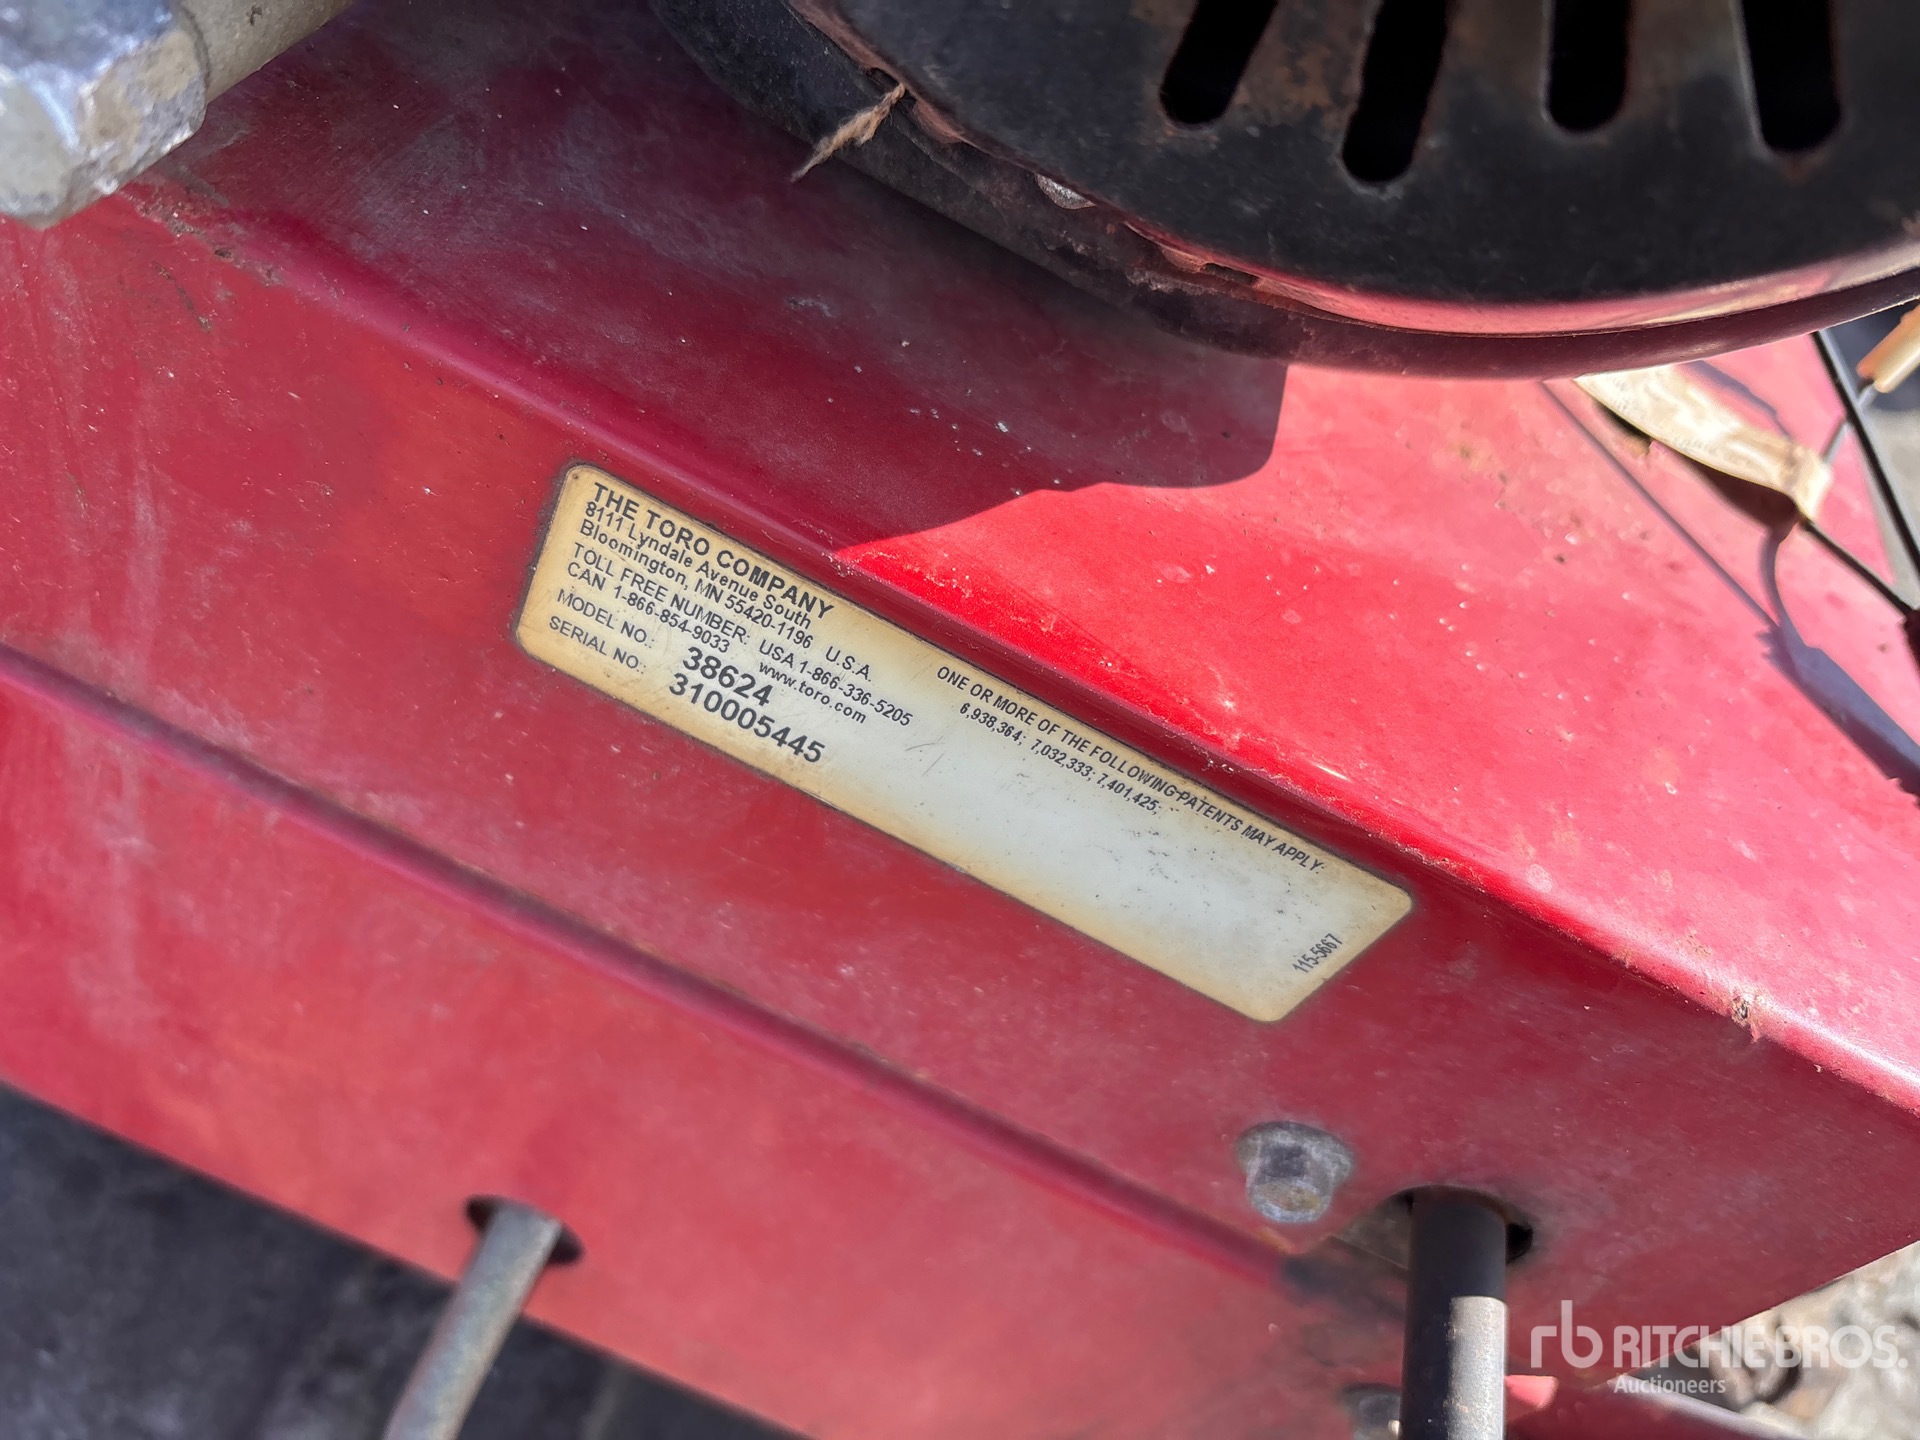 THE TORO COMPANY
8111 Lyndale Avenue South
Bloomington, MN 55420-1196 U.S.A.
TOLL FREE NUMBER: USA 1-866-336-5205
CAN 1-866-854-9033 www.toro.com
MODEL NO.: 38624
SERIAL NO.: 310005445
ONE OR MORE OF THE FOLLOWING PATENTS MAY APPLY:
6,938,364; 7,032,333; 7,401,425;
115-5667
rb RITCHIE BROS.
Auctioneers